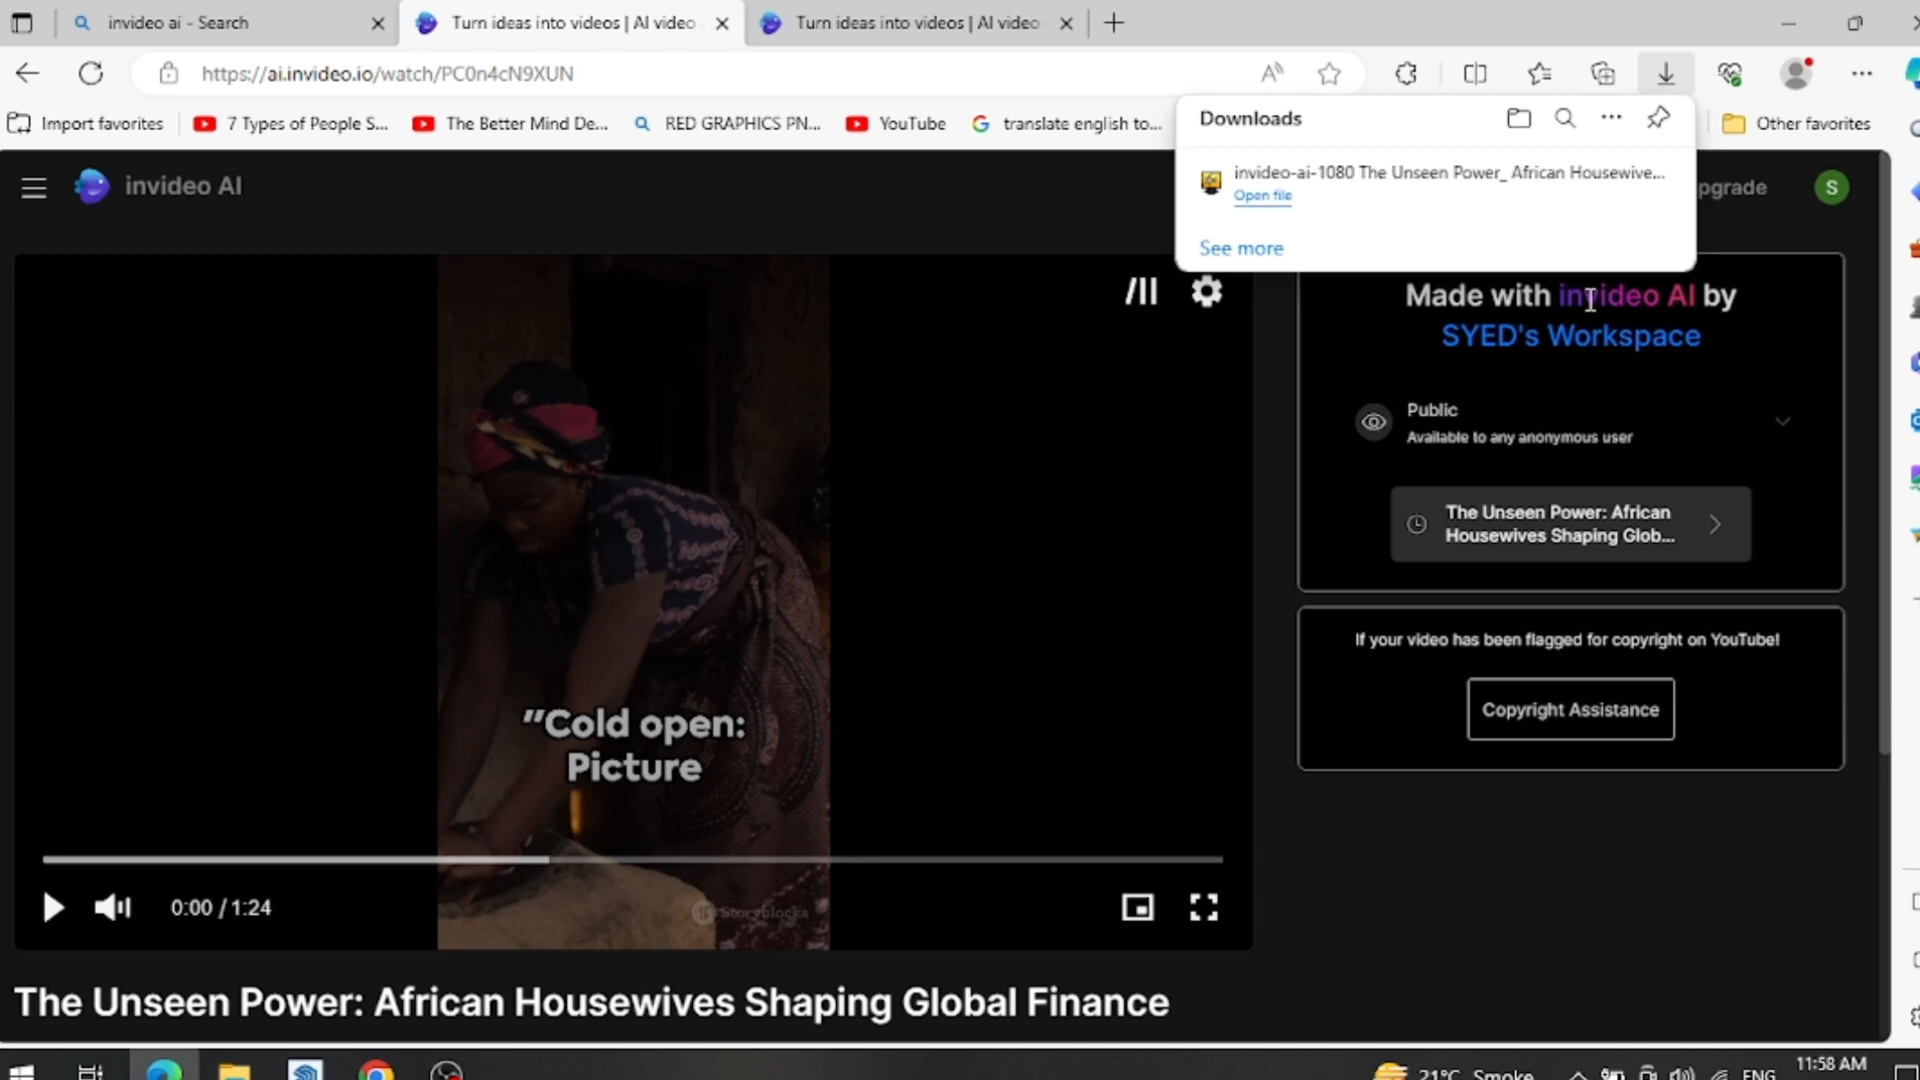 invideo ai - Search
Turn ideas into videos | AI video
Turn ideas into videos | AI video
https://ai.invideo.io/watch/PC0n4cN9XUN
Import favorites
7 Types of People S...
The Better Mind De...
RED GRAPHICS PN...
YouTube
translate english to...
Other favorites
Downloads
invideo-ai-1080 The Unseen Power_ African Housewive...
Open file
See more
invideo AI
S
Made with invideo AI by
SYED's Workspace
Public
Available to any anonymous user
The Unseen Power: African
Housewives Shaping Glob...
If your video has been flagged for copyright on YouTube!
Copyright Assistance
"Cold open:
Picture
Storyblocks
0:00 / 1:24
The Unseen Power: African Housewives Shaping Global Finance
21°C Smoke
ENG
11:58 AM